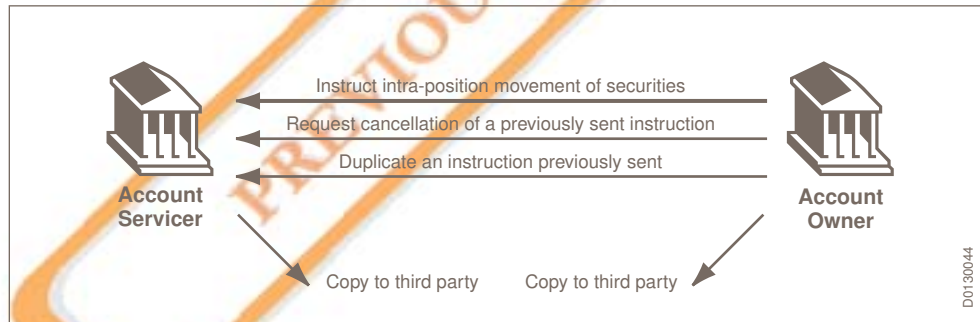 PREVIOU
Instruct intra-position movement of securities
Request cancellation of a previously sent instruction
Duplicate an instruction previously sent
Account
Servicer
Account
Owner
Copy to third party
Copy to third party
D0130044